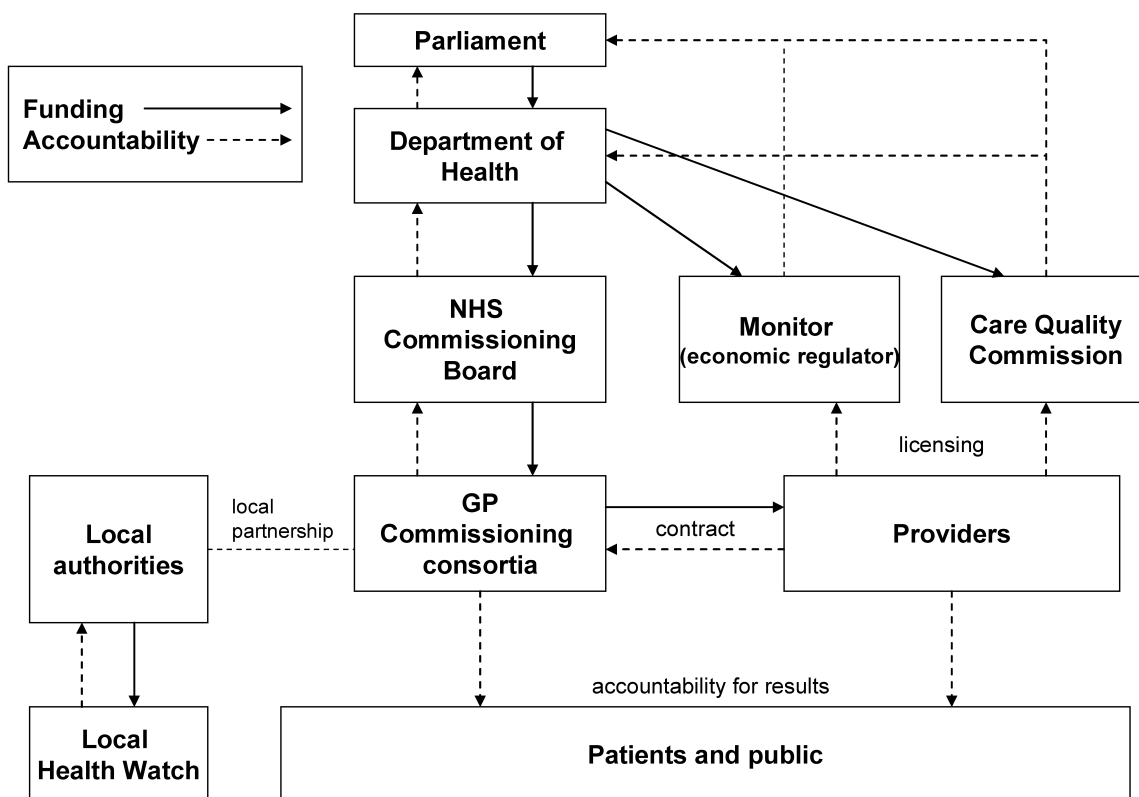 Parliament
Funding
Accountability
Department of
Health
NHS
Commissioning
Board
Monitor
(economic regulator)
Care Quality
Commission
licensing
Local
authorities
local
partnership
GP
Commissioning
consortia
contract
Providers
accountability for results
Local
Health Watch
Patients and public